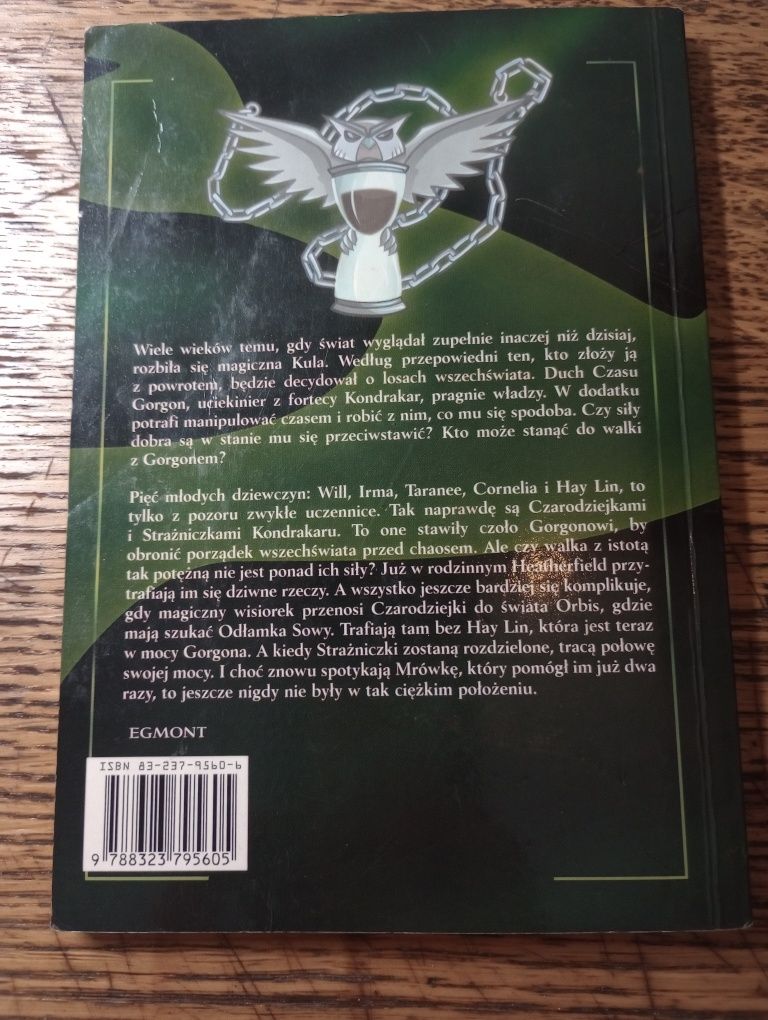 Wiele wieków temu, gdy świat wyglądał zupełnie inaczej niż dzisiaj,
rozbiła się magiczna Kula. Według przepowiedni ten, kto złoży ją
z powrotem, będzie decydował o losach wszechświata. Duch Czasu
Gorgon, uciekinier z fortecy Kondrakar, pragnie władzy. W dodatku
potrafi manipulować czasem i robić z nim, co mu się spodoba. Czy siły
dobra są w stanie mu się przeciwstawić? Kto może stanąć do walki
z Gorgonem?
Pięć młodych dziewczyn: Will, Irma, Taranee, Cornelia i Hay Lin, to
tylko z pozoru zwykłe uczennice. Tak naprawdę są Czarodziejkami
i Strażniczkami Kondrakaru. To one stawiły czoło Gorgonowi, by
obronić porządek wszechświata przed chaosem. Ale czy walka z istotą
tak potężną nie jest ponad ich siły? Już w rodzinnym Heatherfield przy-
trafiają im się dziwne rzeczy. A wszystko jeszcze bardziej się komplikuje,
gdy magiczny wisiorek przenosi Czarodziejki do świata Orbis, gdzie
mają szukać Odłamka Sowy. Trafiają tam bez Hay Lin, która jest teraz
w mocy Gorgona. A kiedy Strażniczki zostaną rozdzielone, tracą połowę
swojej mocy. I choć znowu spotykają Mrówkę, który pomógł im już dwa
razy, to jeszcze nigdy nie były w tak ciężkim położeniu.
EGMONT
ISBN 83-237-9560-6
9 788323 795605